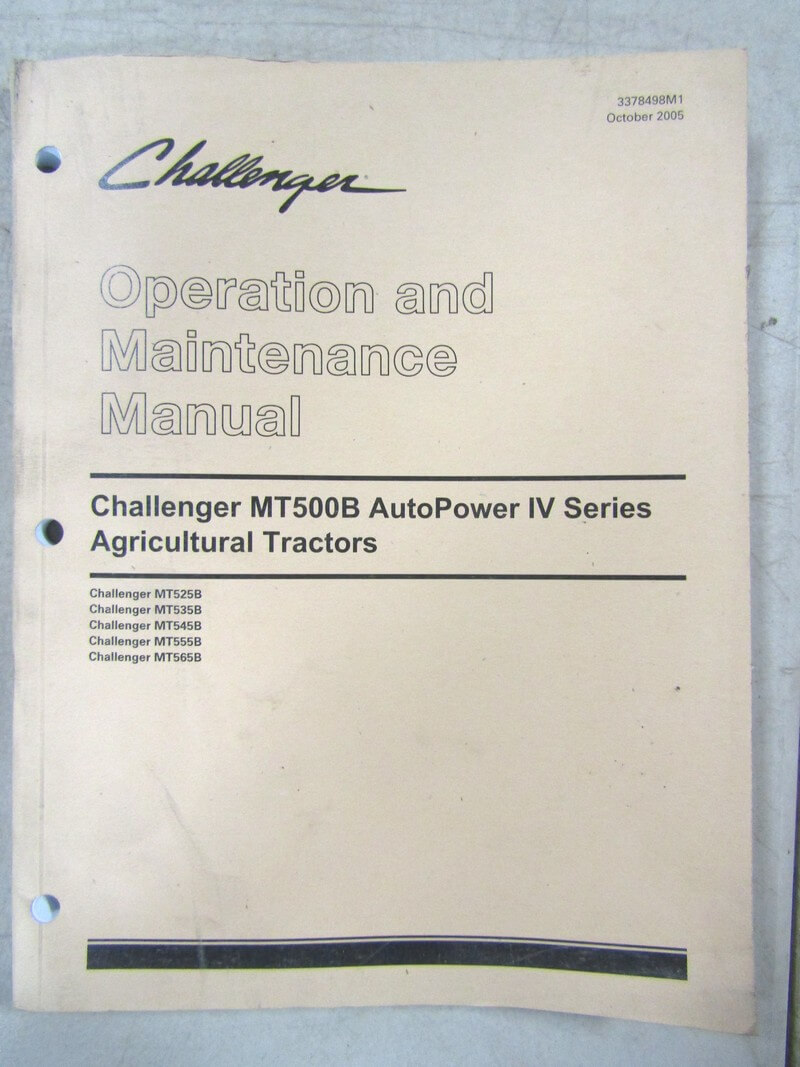 3378498M1
October 2005
Challenger
Operation and
Maintenance
Manual
Challenger MT500B AutoPower IV Series
Agricultural Tractors
Challenger MT525B
Challenger MT535B
Challenger MT545B
Challenger MT555B
Challenger MT565B